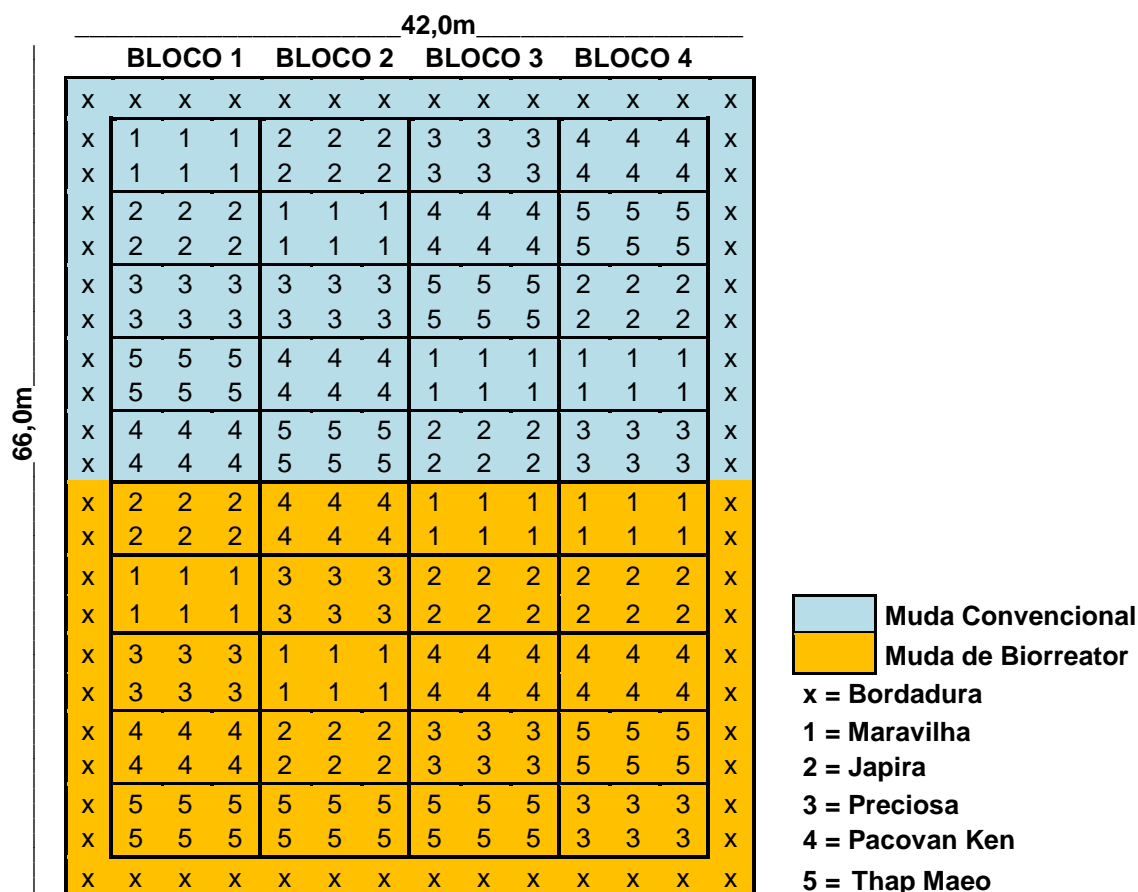 42,0m
BLOCO 1 BLOCO 2 BLOCO 3 BLOCO 4
x x x x x x x x x x x x x x
x 1 1 1 2 2 2 3 3 3 4 4 4 x
x 1 1 1 2 2 2 3 3 3 4 4 4 x
x 2 2 2 1 1 1 4 4 4 5 5 5 x
x 2 2 2 1 1 1 4 4 4 5 5 5 x
x 3 3 3 3 3 3 5 5 5 2 2 2 x
x 3 3 3 3 3 3 5 5 5 2 2 2 x
x 5 5 5 4 4 4 1 1 1 1 1 1 x
x 5 5 5 4 4 4 1 1 1 1 1 1 x
x 4 4 4 5 5 5 2 2 2 3 3 3 x
x 4 4 4 5 5 5 2 2 2 3 3 3 x
x 2 2 2 4 4 4 1 1 1 1 1 1 x
x 2 2 2 4 4 4 1 1 1 1 1 1 x
x 1 1 1 3 3 3 2 2 2 2 2 2 x
x 1 1 1 3 3 3 2 2 2 2 2 2 x
x 3 3 3 1 1 1 4 4 4 4 4 4 x
x 3 3 3 1 1 1 4 4 4 4 4 4 x
x 4 4 4 2 2 2 3 3 3 5 5 5 x
x 4 4 4 2 2 2 3 3 3 5 5 5 x
x 5 5 5 5 5 5 5 5 5 3 3 3 x
x 5 5 5 5 5 5 5 5 5 3 3 3 x
x x x x x x x x x x x x x x
66,0m
Muda Convencional
Muda de Biorreator
x = Bordadura
1 = Maravilha
2 = Japira
3 = Preciosa
4 = Pacovan Ken
5 = Thap Maeo